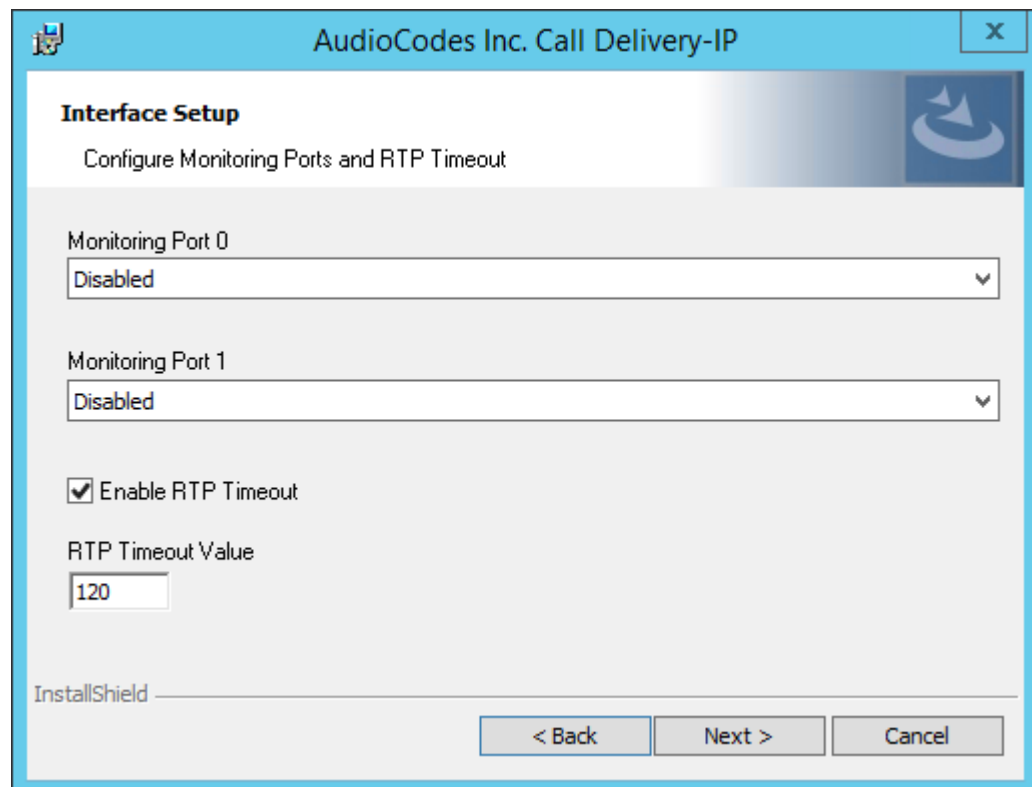 AudioCodes Inc. Call Delivery-IP
x
Interface Setup
Configure Monitoring Ports and RTP Timeout
Monitoring Port 0
Disabled
Monitoring Port 1
Disabled
Enable RTP Timeout
RTP Timeout Value
120
InstallShield
< Back Next > Cancel